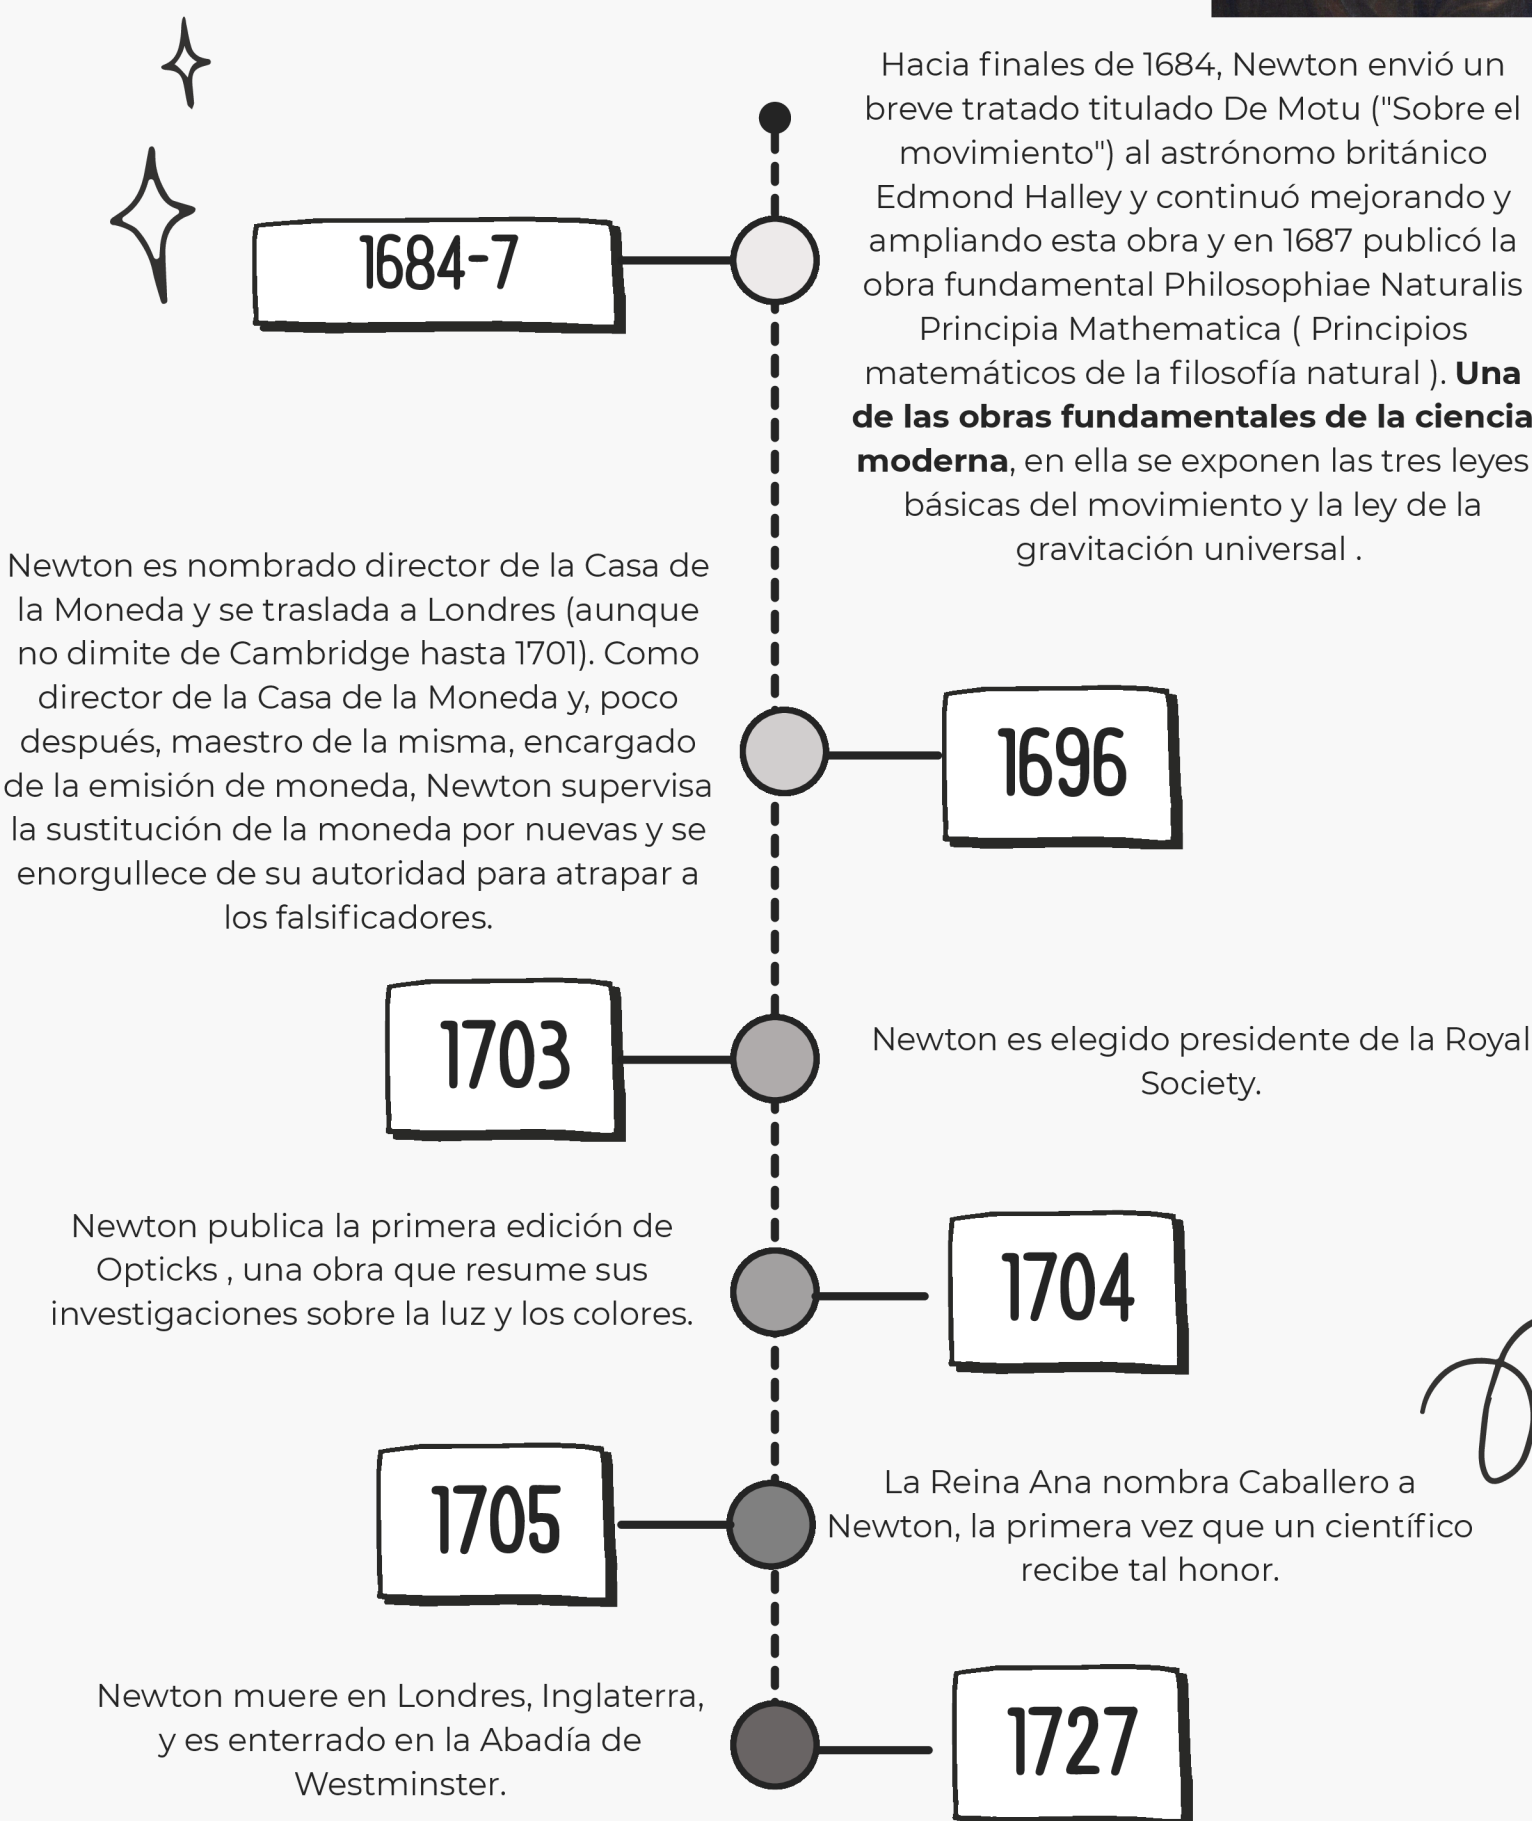 Hacia finales de 1684, Newton envió un
breve tratado titulado De Motu ("Sobre el
movimiento") al astrónomo británico
Edmond Halley y continuó mejorando y
ampliando esta obra y en 1687 publicó la
obra fundamental Philosophiae Naturalis
Principia Mathematica ( Principios
matemáticos de la filosofía natural ). Una
de las obras fundamentales de la ciencia
moderna, en ella se exponen las tres leyes
básicas del movimiento y la ley de la
gravitación universal .
1684-7
Newton es nombrado director de la Casa de
la Moneda y se traslada a Londres (aunque
no dimite de Cambridge hasta 1701). Como
director de la Casa de la Moneda y, poco
después, maestro de la misma, encargado
de la emisión de moneda, Newton supervisa
la sustitución de la moneda por nuevas y se
enorgullece de su autoridad para atrapar a
los falsificadores.
1696
1703
Newton es elegido presidente de la Royal
Society.
Newton publica la primera edición de
Opticks , una obra que resume sus
investigaciones sobre la luz y los colores.
1704
1705
La Reina Ana nombra Caballero a
Newton, la primera vez que un científico
recibe tal honor.
Newton muere en Londres, Inglaterra,
y es enterrado en la Abadía de
Westminster.
1727